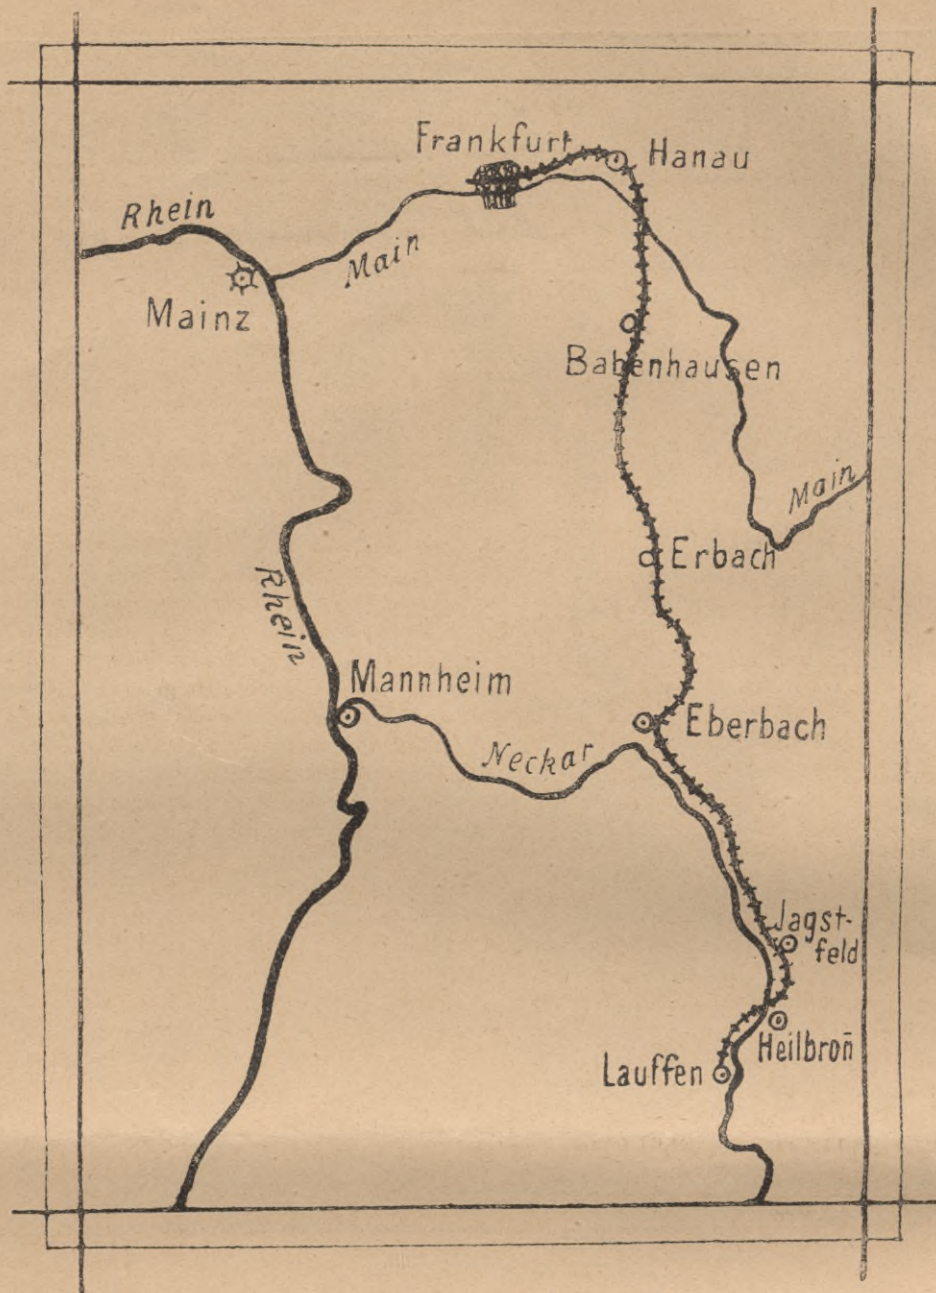 Frankfurt
Hanau
Rhein
Main
Mainz
Babenhausen
Main
Erbach
Rhein
Mannheim
Eberbach
Neckar
Jagst-
feld
Heilbron̄
Lauffen